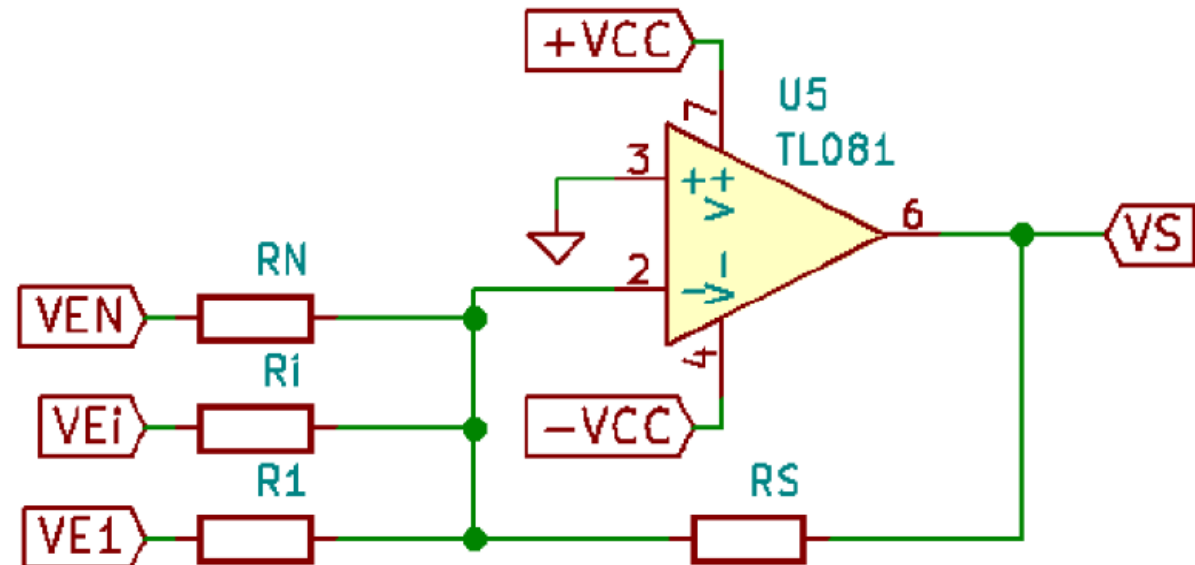 +VCC
U5
TL081
7
3
+
V+
6
VS
2
-
V-
4
-VCC
RN
VEN
Ri
VEi
R1
VE1
RS